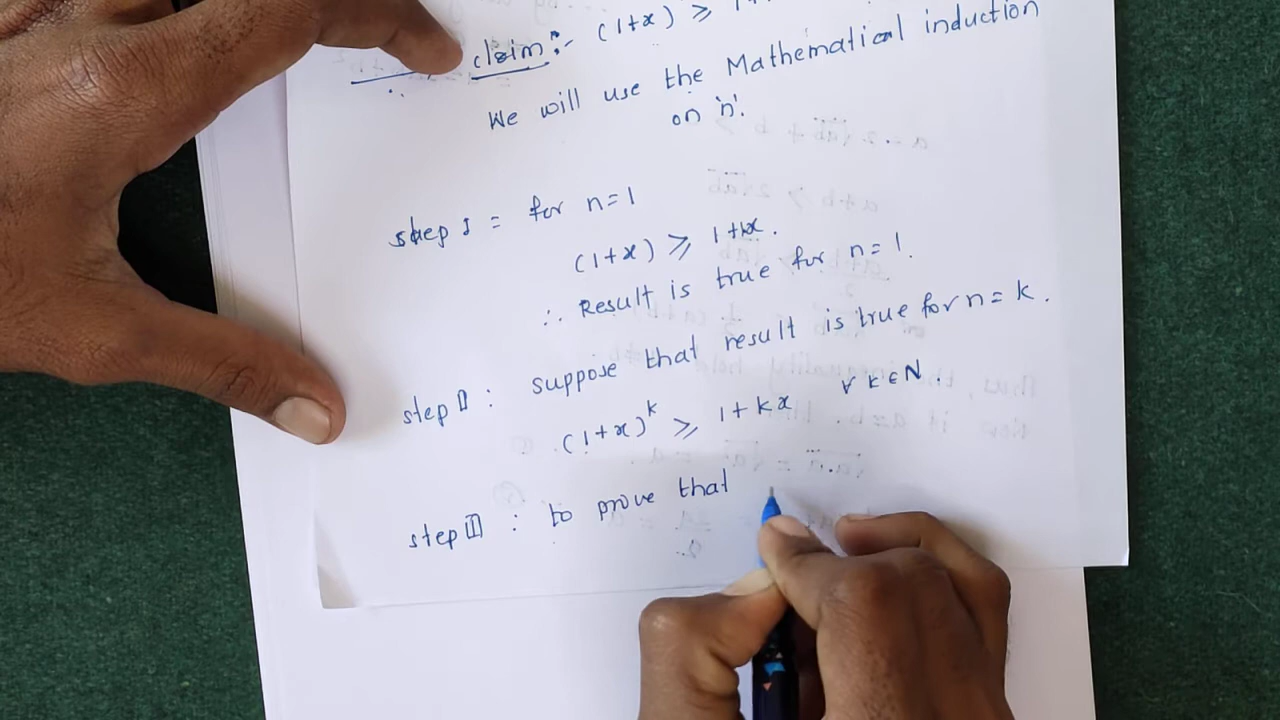 claim:- (1+x) ⩾ 1+
We will use the Mathematical induction
on 'n'.
step I = for n=1
(1+x) ⩾ 1+x.
∴ Result is true for n=1.
step II : suppose that result is true for n=k.
(1+x)^k ⩾ 1+kx ∀ k∈N.
step III : to prove that